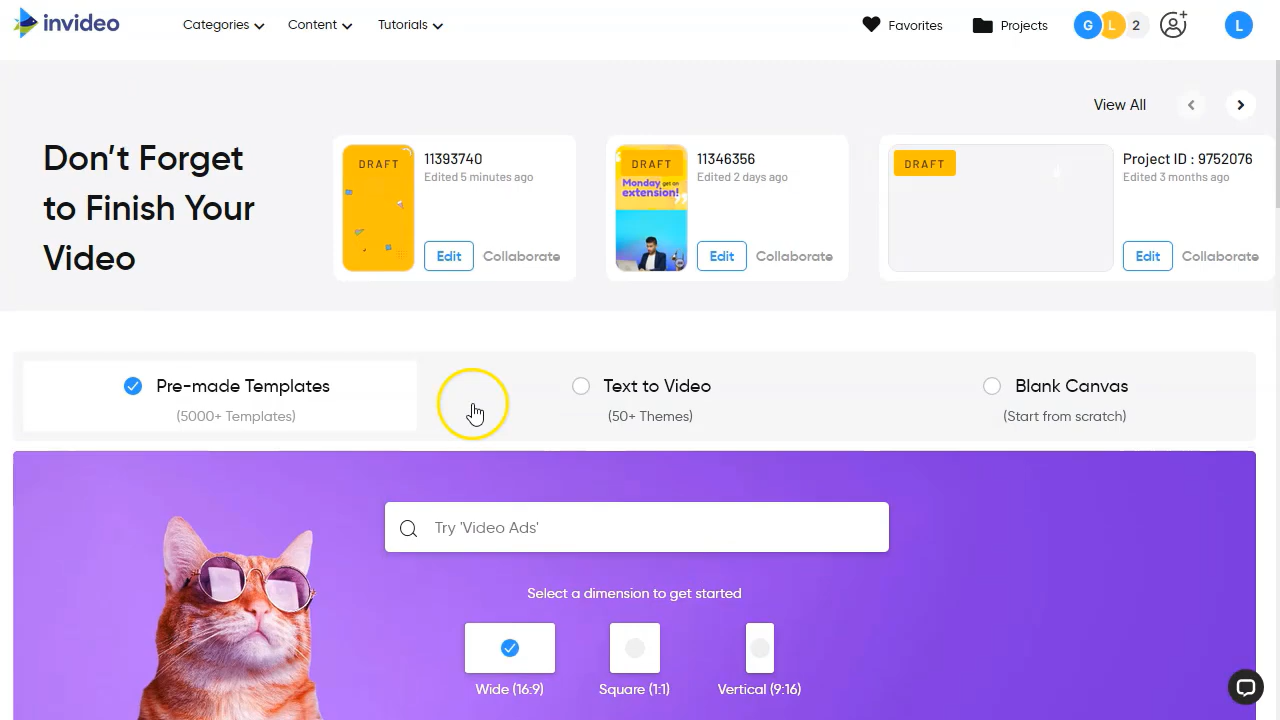 invideo
Categories
Content
Tutorials
Favorites
Projects
G
L
2
L
View All
Don't Forget
to Finish Your
Video
DRAFT
11393740
Edited 5 minutes ago
Edit
Collaborate
DRAFT
Monday get an
extension!
11346356
Edited 2 days ago
Edit
Collaborate
DRAFT
Project ID : 9752076
Edited 3 months ago
Edit
Collaborate
Pre-made Templates
(5000+ Templates)
Text to Video
(50+ Themes)
Blank Canvas
(Start from scratch)
Try 'Video Ads'
Select a dimension to get started
Wide (16:9)
Square (1:1)
Vertical (9:16)